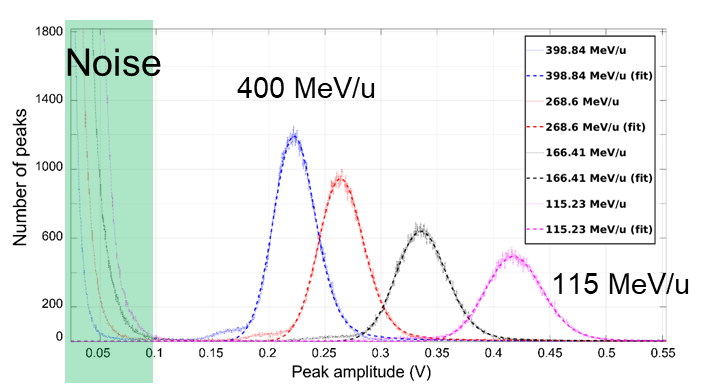 Noise
400 MeV/u
115 MeV/u
398.84 MeV/u
398.84 MeV/u (fit)
268.6 MeV/u
268.6 MeV/u (fit)
166.41 MeV/u
166.41 MeV/u (fit)
115.23 MeV/u
115.23 MeV/u (fit)
Number of peaks
1800
1400
1000
600
200
0
0.05 0.1 0.15 0.2 0.25 0.3 0.35 0.4 0.45 0.5 0.55
Peak amplitude (V)